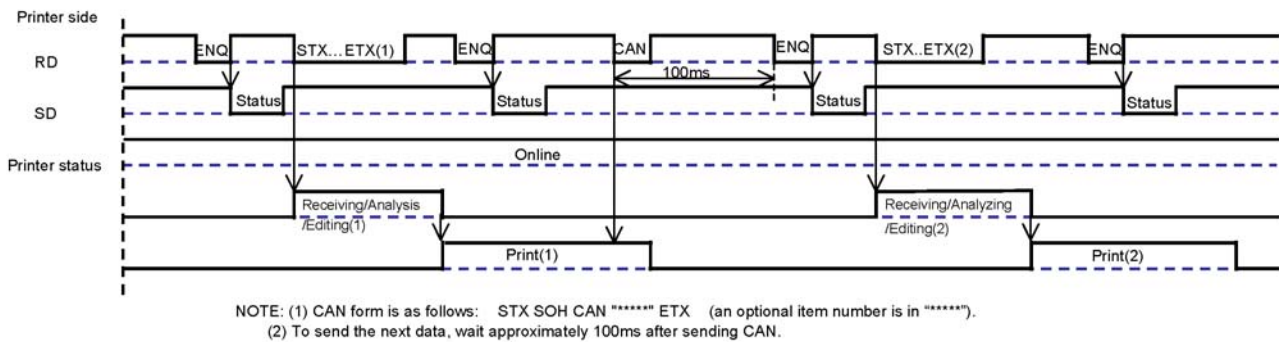 Printer side
RD
ENQ
STX...ETX(1)
ENQ
CAN
ENQ
STX..ETX(2)
ENQ
100ms
SD
Status
Status
Status
Status
Printer status
Online
Receiving/Analysis
/Editing(1)
Receiving/Analyzing
/Editing(2)
Print(1)
Print(2)
NOTE: (1) CAN form is as follows: STX SOH CAN "*****" ETX (an optional item number is in "*****").
(2) To send the next data, wait approximately 100ms after sending CAN.